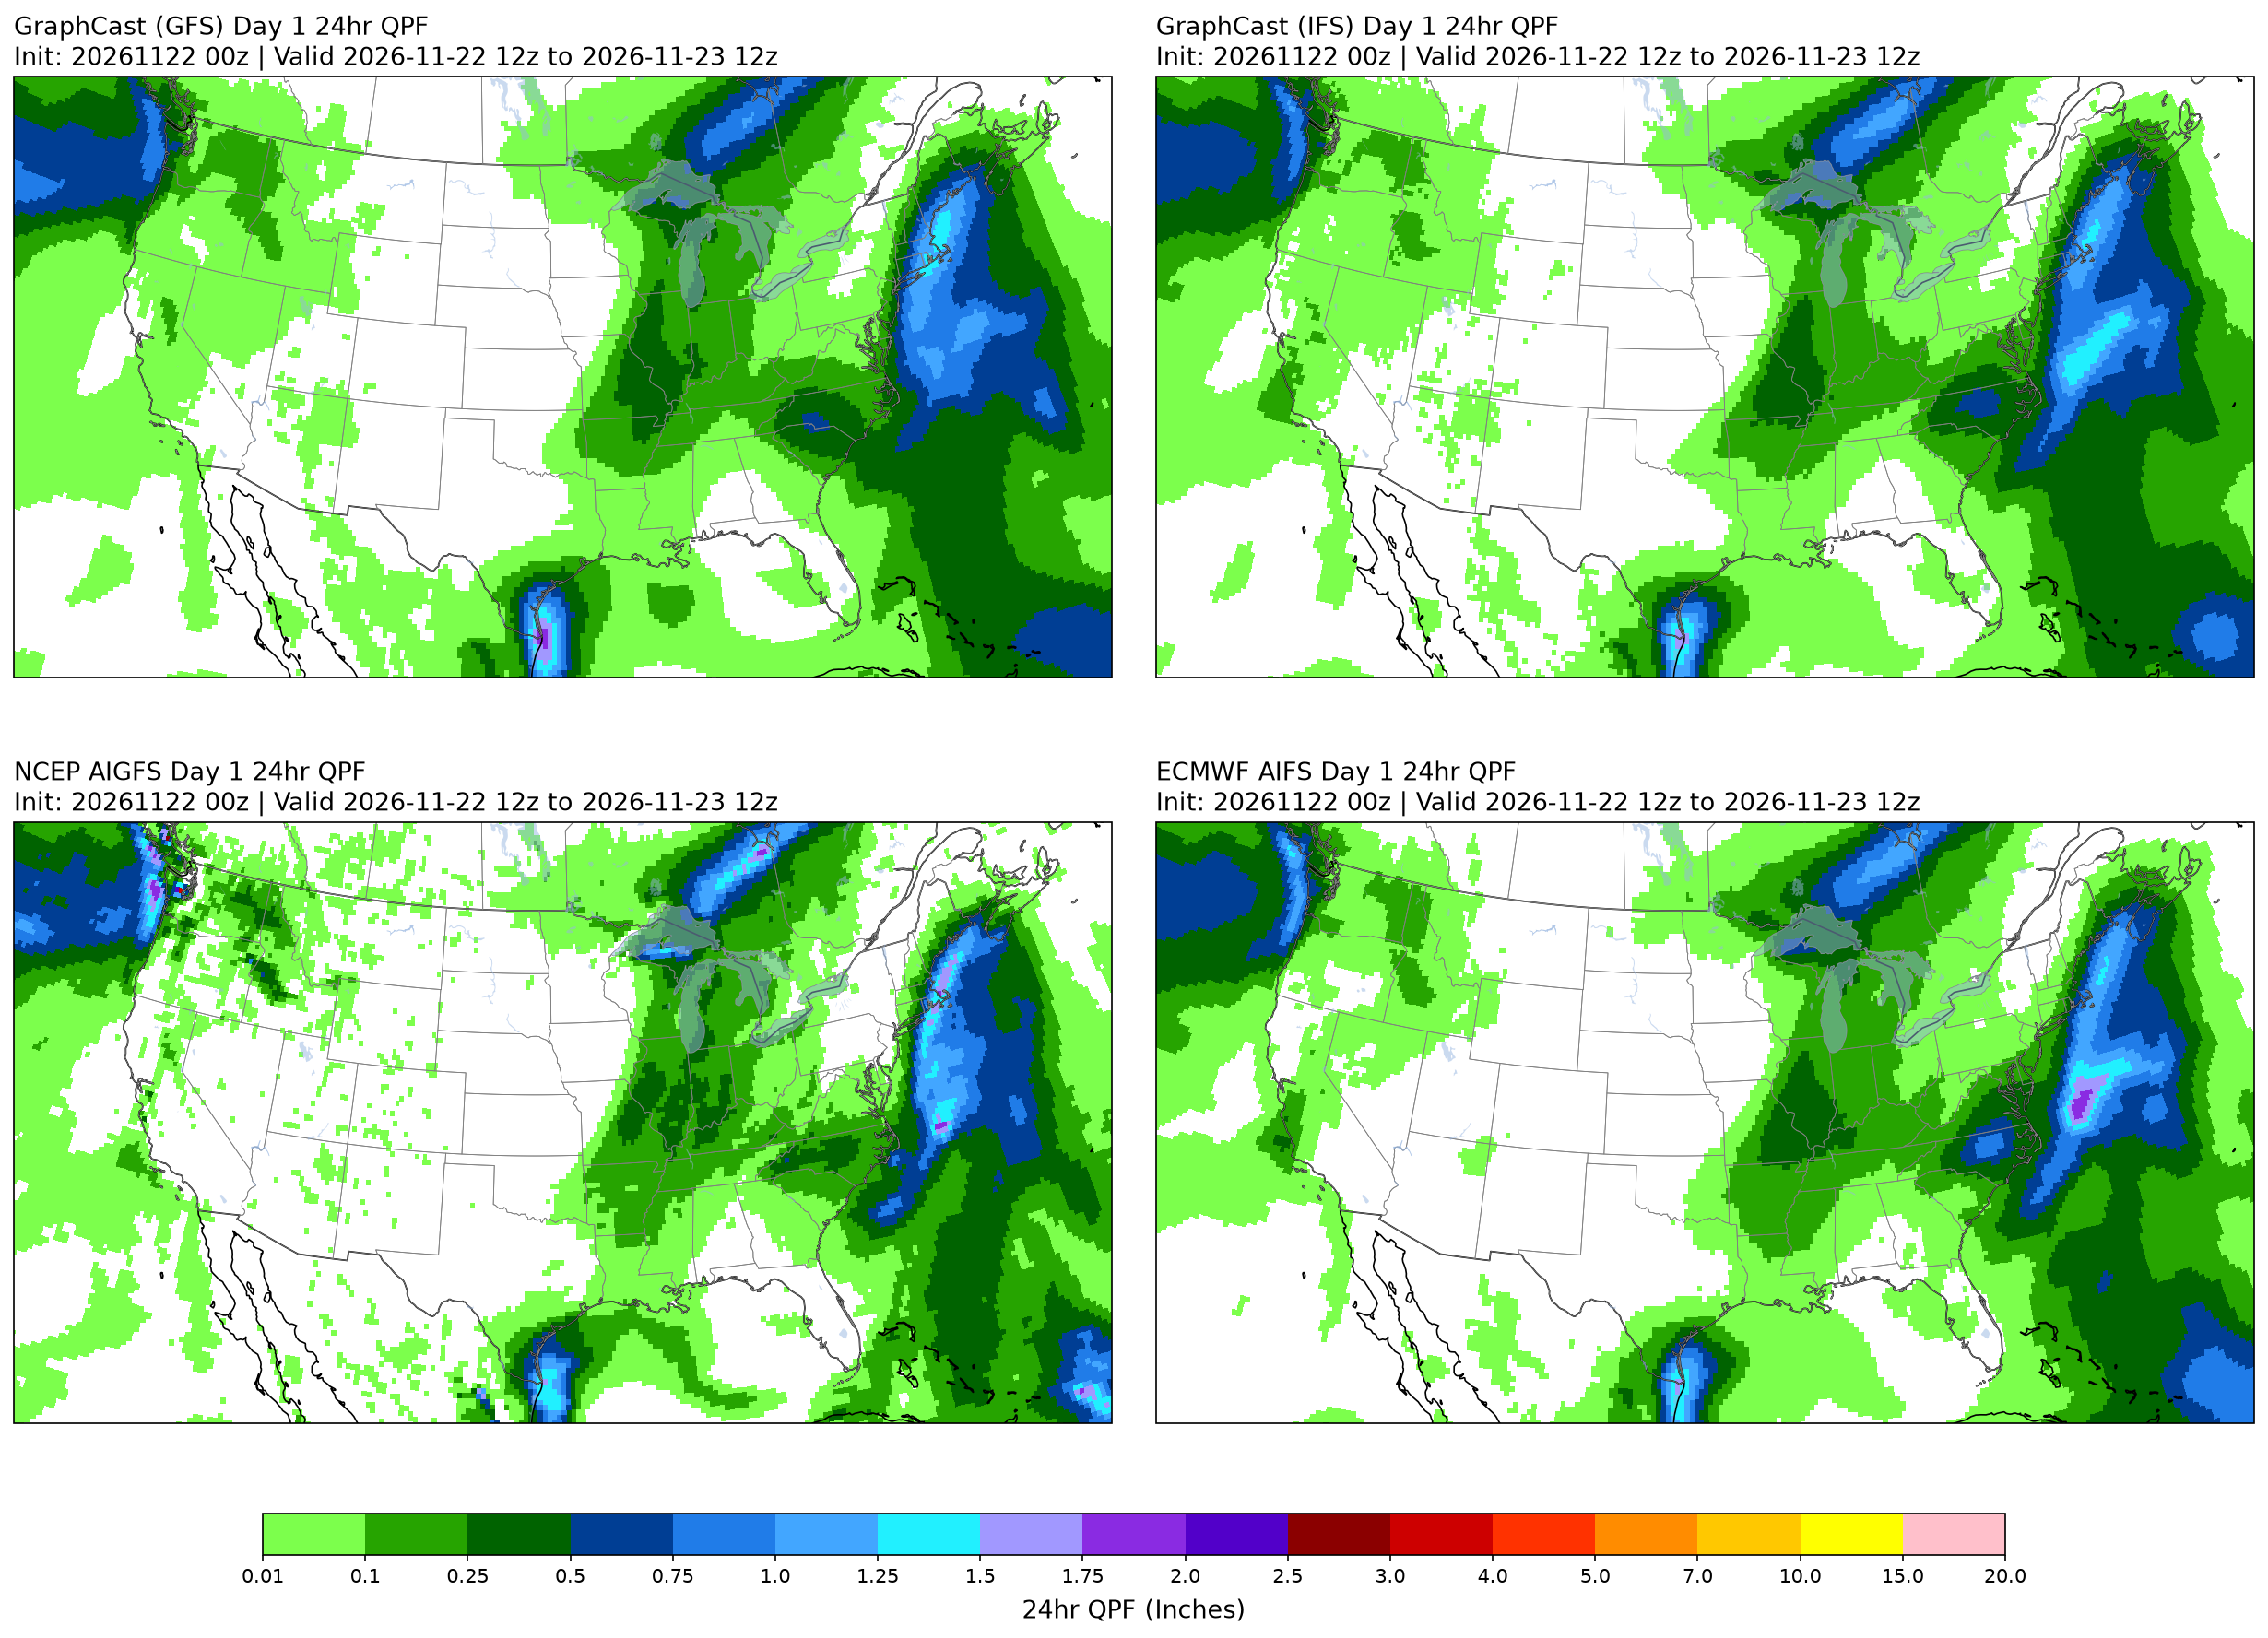 GraphCast (GFS) Day 1 24hr QPF
Init: 20261122 00z | Valid 2026-11-22 12z to 2026-11-23 12z
GraphCast (IFS) Day 1 24hr QPF
Init: 20261122 00z | Valid 2026-11-22 12z to 2026-11-23 12z
NCEP AIGFS Day 1 24hr QPF
Init: 20261122 00z | Valid 2026-11-22 12z to 2026-11-23 12z
ECMWF AIFS Day 1 24hr QPF
Init: 20261122 00z | Valid 2026-11-22 12z to 2026-11-23 12z
0.01 0.1 0.25 0.5 0.75 1.0 1.25 1.5 1.75 2.0 2.5 3.0 4.0 5.0 7.0 10.0 15.0 20.0
24hr QPF (Inches)